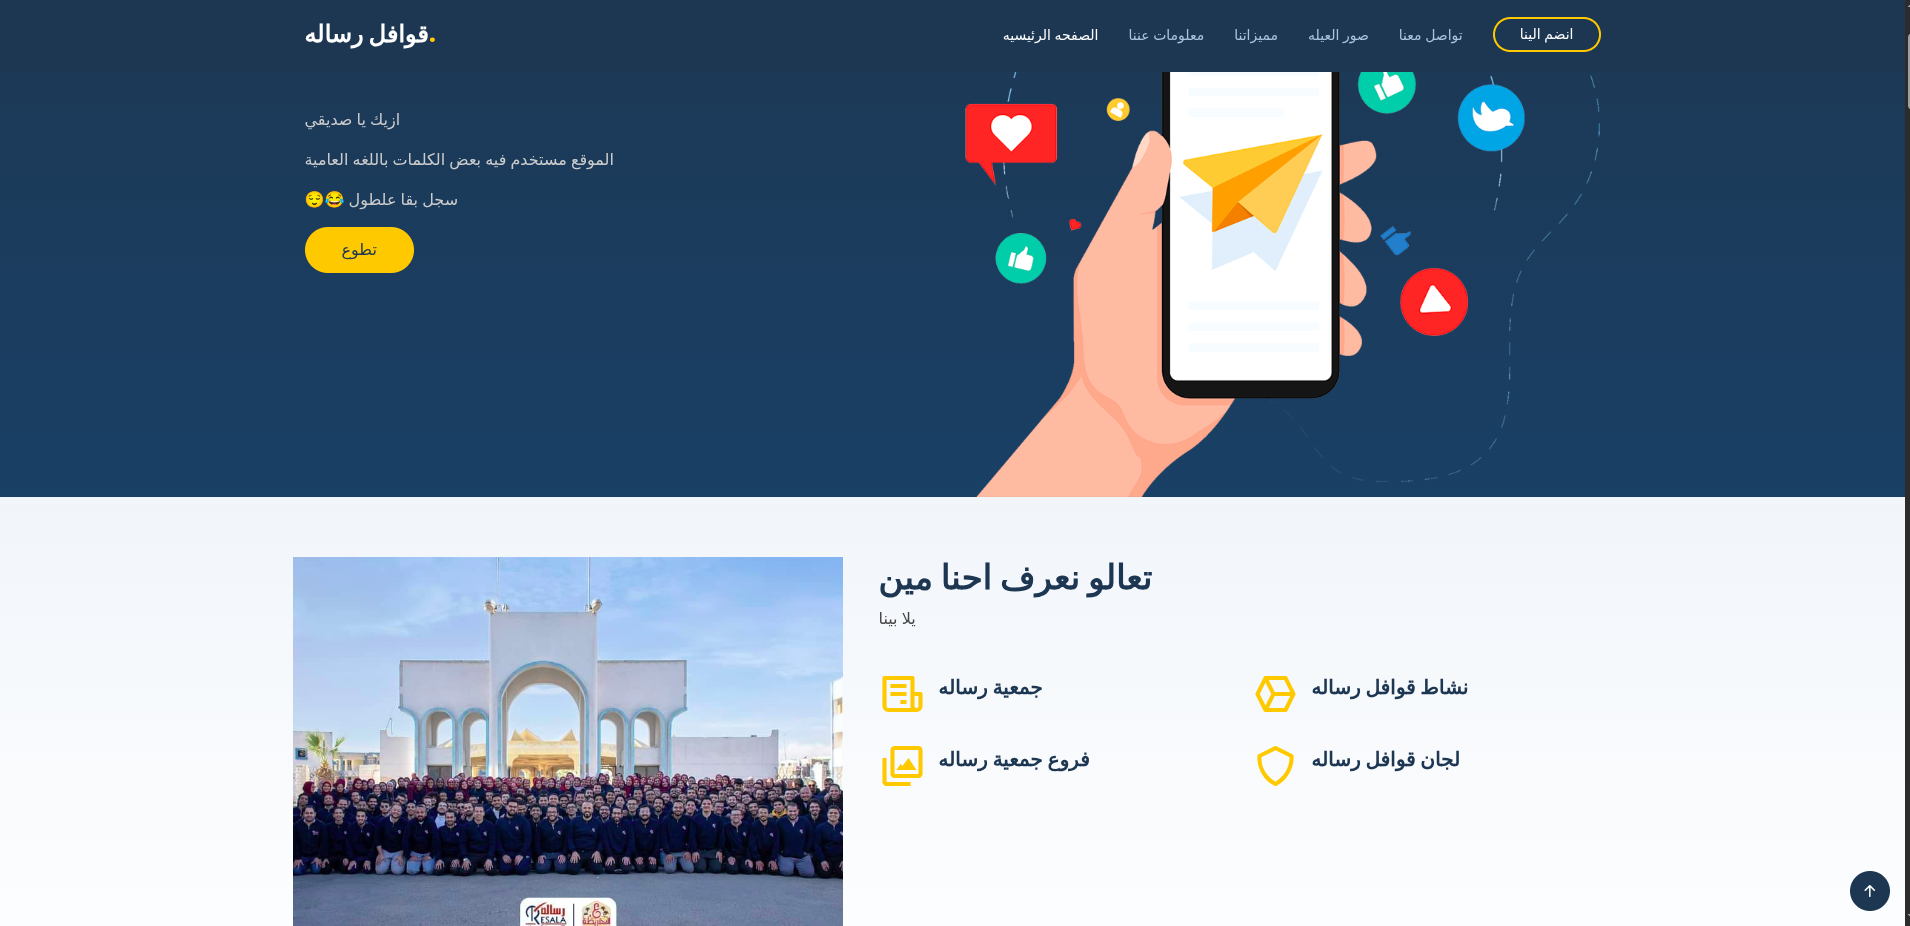 قوافل رساله.
الصفحه الرئيسيه
معلومات عننا
مميزاتنا
صور العيله
تواصل معنا
انضم الينا
ازيك يا صديقي
الموقع مستخدم فيه بعض الكلمات باللغه العامية
سجل بقا علطول 😂😌
تطوع
تعالو نعرف احنا مين
يلا بينا
جمعية رساله
نشاط قوافل رساله
فروع جمعية رساله
لجان قوافل رساله
رسالة
RESALA